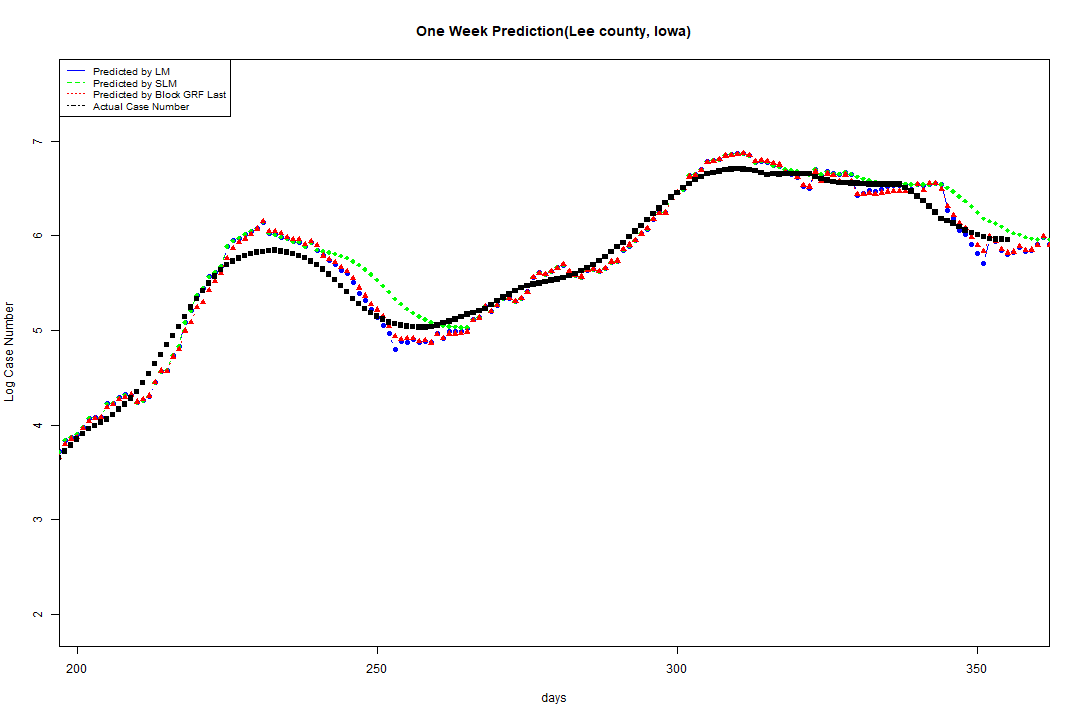 One Week Prediction(Lee county, Iowa)
Predicted by LM
Predicted by SLM
Predicted by Block GRF Last
Actual Case Number
7
6
5
4
3
2
Log Case Number
200 250 300 350
days